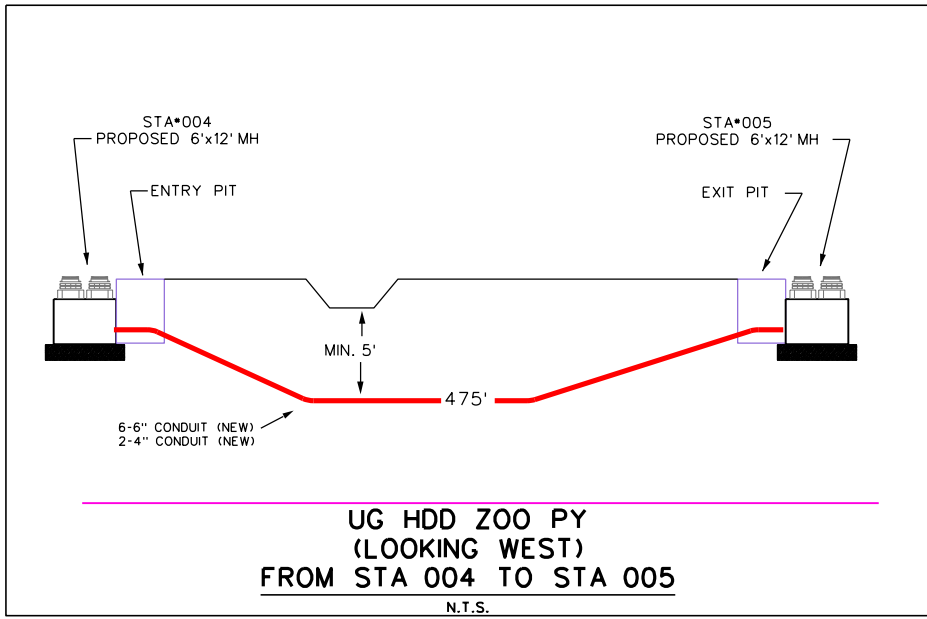 STA*004
PROPOSED 6'x12' MH
STA*005
PROPOSED 6'x12' MH
ENTRY PIT
EXIT PIT
MIN. 5'
475'
6-6" CONDUIT (NEW)
2-4" CONDUIT (NEW)
UG HDD ZOO PY
(LOOKING WEST)
FROM STA 004 TO STA 005
N.T.S.